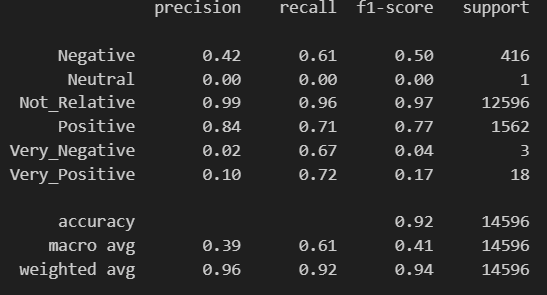 precision recall f1-score support
Negative 0.42 0.61 0.50 416
Neutral 0.00 0.00 0.00 1
Not_Relative 0.99 0.96 0.97 12596
Positive 0.84 0.71 0.77 1562
Very_Negative 0.02 0.67 0.04 3
Very_Positive 0.10 0.72 0.17 18
accuracy 0.92 14596
macro avg 0.39 0.61 0.41 14596
weighted avg 0.96 0.92 0.94 14596